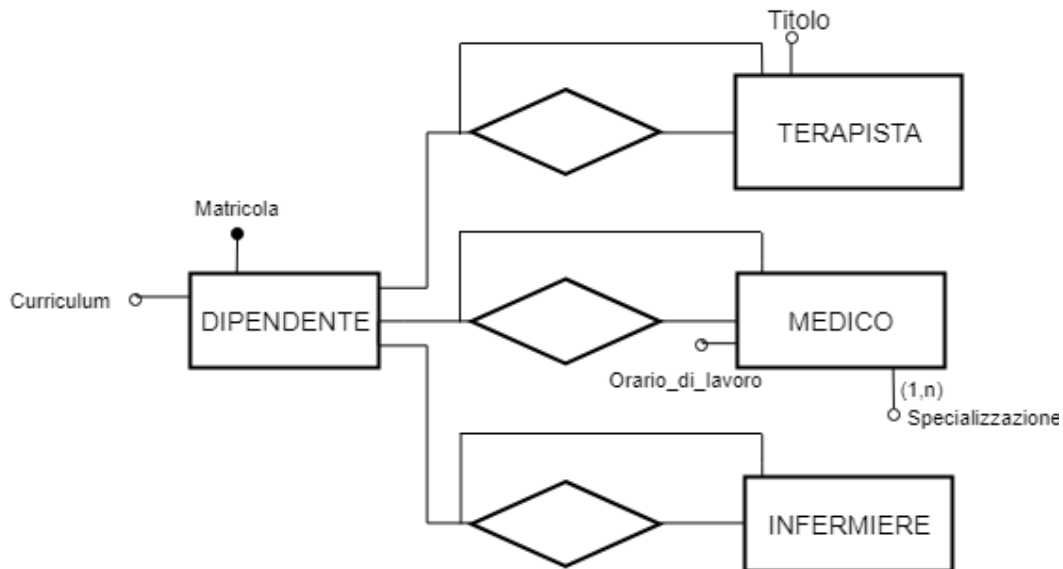 Titolo
TERAPISTA
Matricola
Curriculum
DIPENDENTE
MEDICO
Orario_di_lavoro
(1,n)
Specializzazione
INFERMIERE